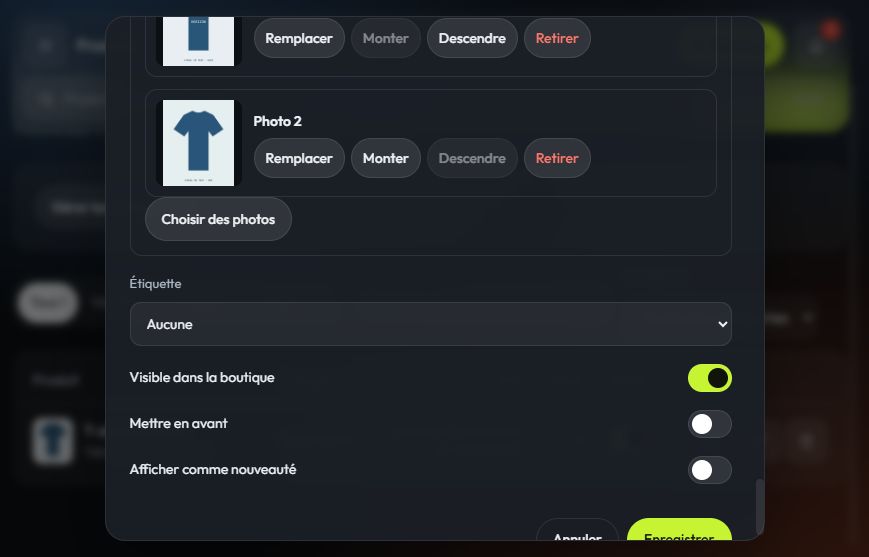 Remplacer Monter Descendre Retirer
Photo 2
Remplacer Monter Descendre Retirer
Choisir des photos
Étiquette
Aucune
Visible dans la boutique
Mettre en avant
Afficher comme nouveauté
Annuler Enregistrer